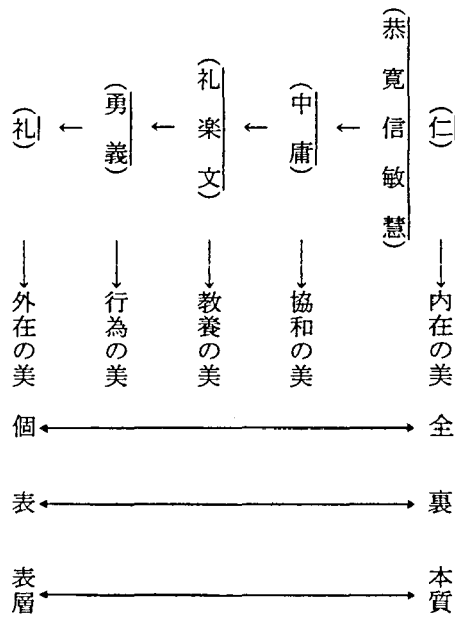 (仁)→内在の美 全 裏 本質
(恭寛信敏慧)
←
(中庸)→協和の美
←
(礼楽文)→教養の美
←
(勇義)→行為の美
←
(礼)→外在の美 個 表 表層